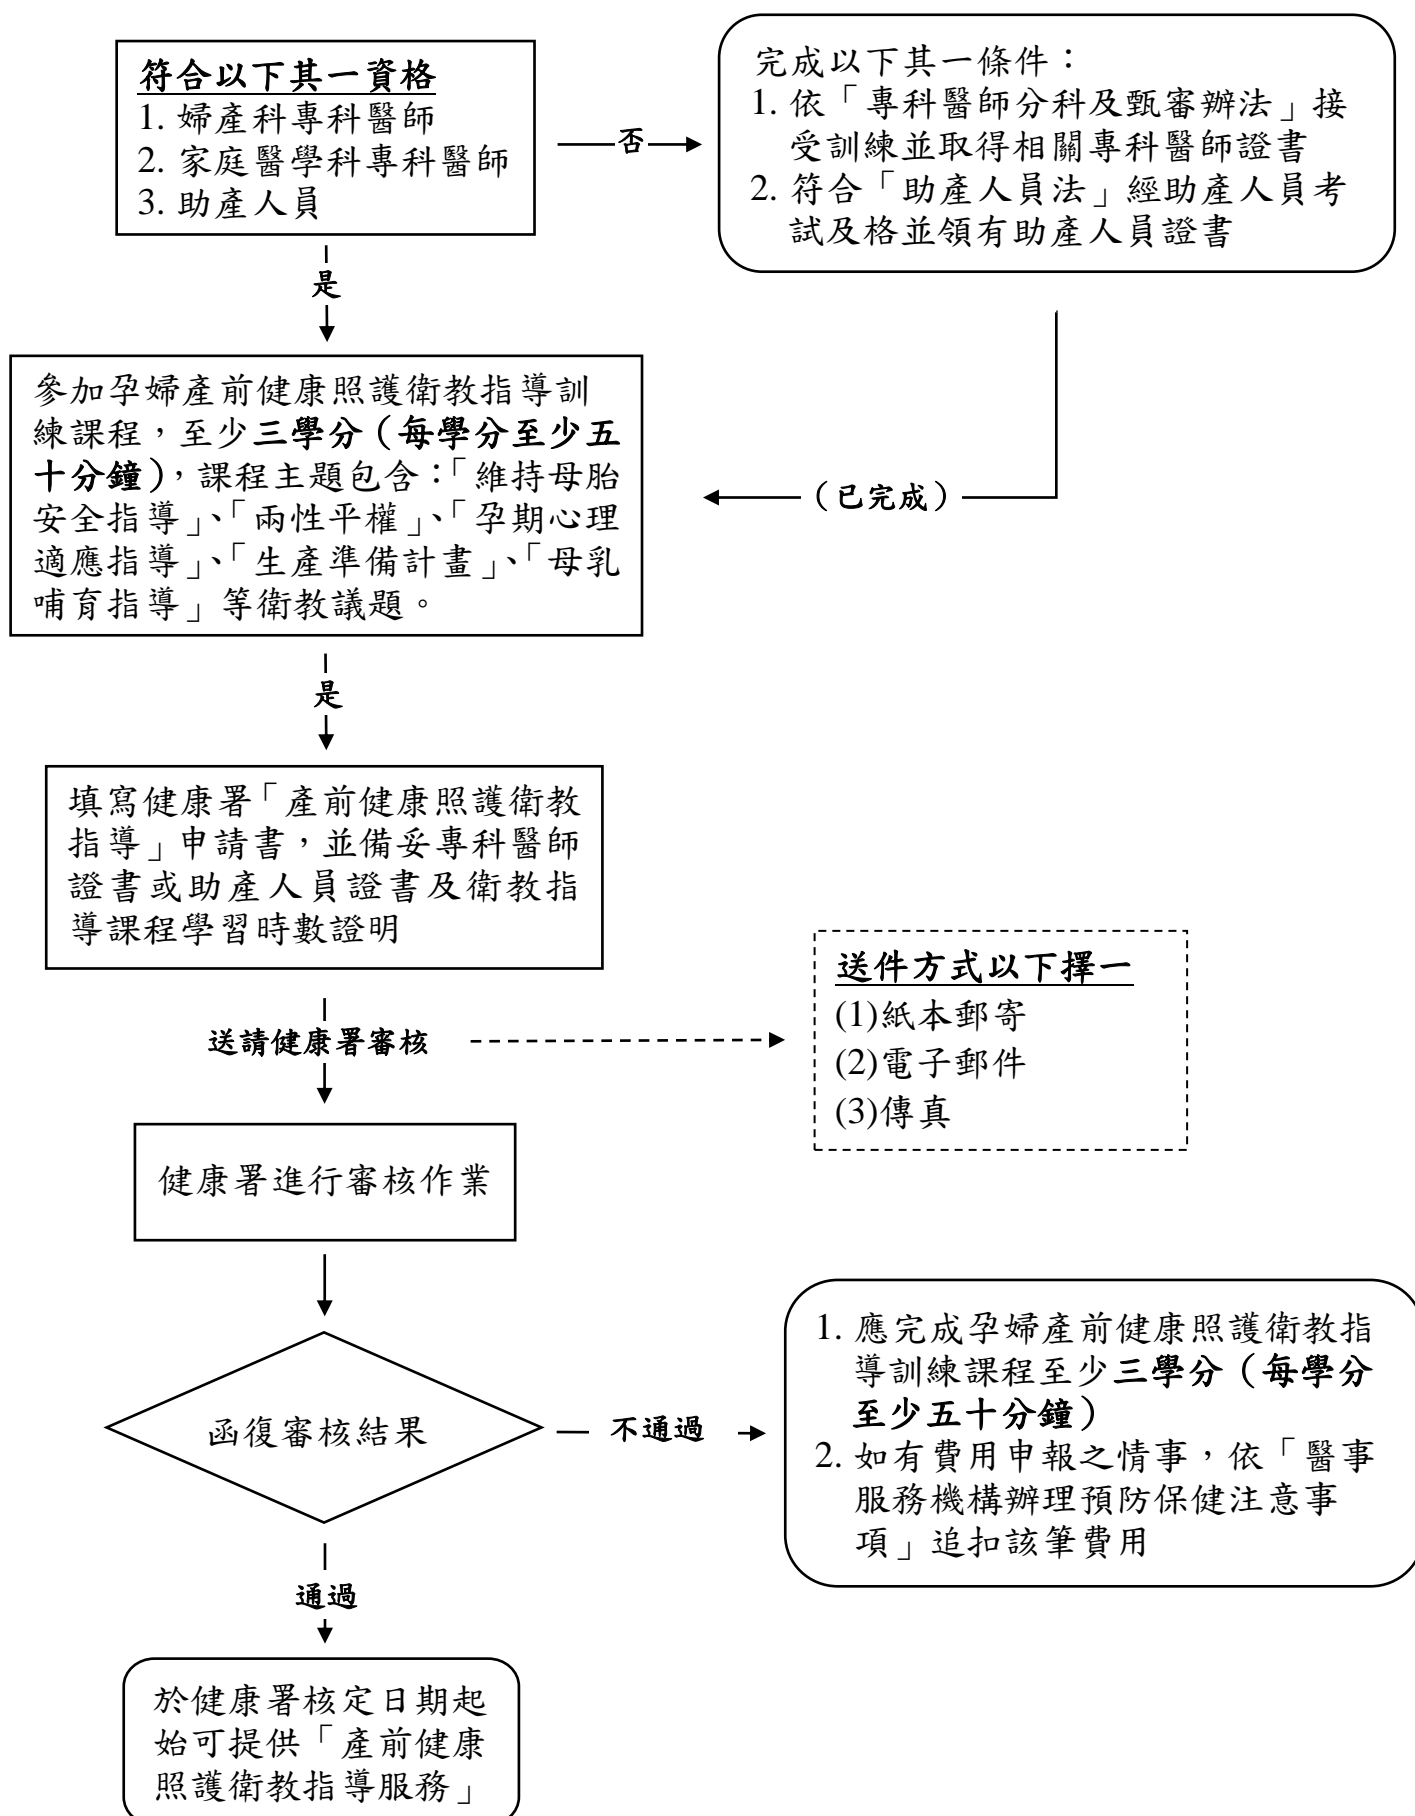 符合以下其一資格
1. 婦產科專科醫師
2. 家庭醫學科專科醫師
3. 助產人員
否
完成以下其一條件：
1. 依「專科醫師分科及甄審辦法」接
受訓練並取得相關專科醫師證書
2. 符合「助產人員法」經助產人員考
試及格並領有助產人員證書
是
參加孕婦產前健康照護衛教指導訓
練課程，至少三學分（每學分至少五
十分鐘），課程主題包含：「維持母胎
安全指導」、「兩性平權」、「孕期心理
適應指導」、「生產準備計畫」、「母乳
哺育指導」等衛教議題。
（已完成）
是
填寫健康署「產前健康照護衛教
指導」申請書，並備妥專科醫師
證書或助產人員證書及衛教指
導課程學習時數證明
送請健康署審核
送件方式以下擇一
(1)紙本郵寄
(2)電子郵件
(3)傳真
健康署進行審核作業
函復審核結果
不通過
1. 應完成孕婦產前健康照護衛教指
導訓練課程至少三學分（每學分
至少五十分鐘）
2. 如有費用申報之情事，依「醫事
服務機構辦理預防保健注意事
項」追扣該筆費用
通過
於健康署核定日期起
始可提供「產前健康
照護衛教指導服務」